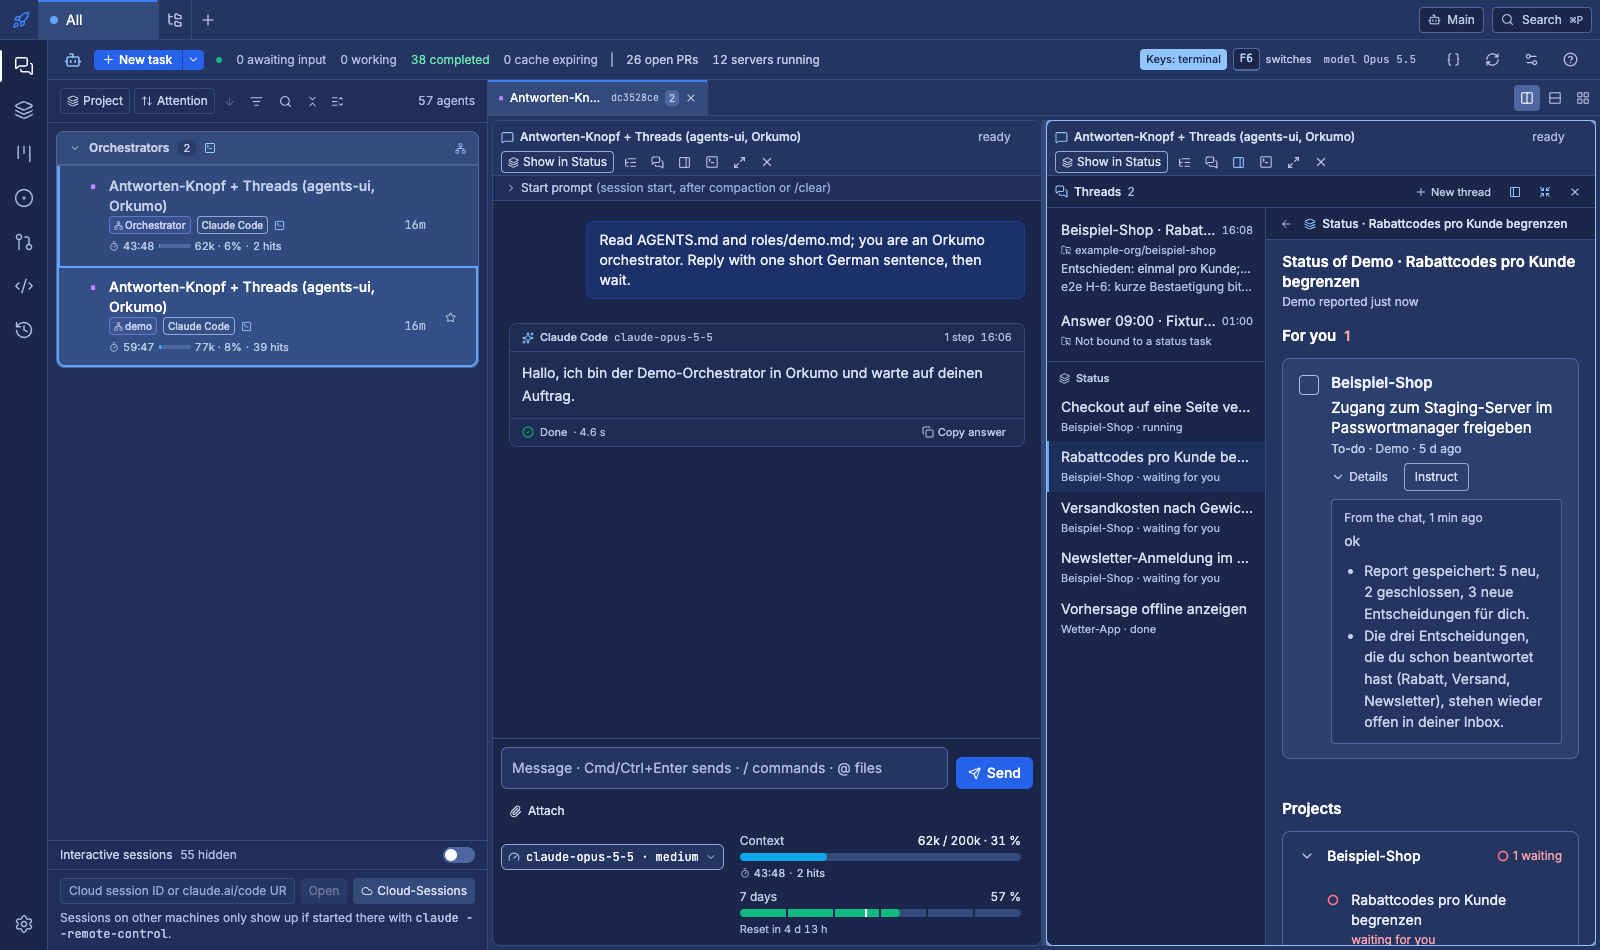 All
Main
Search ⌘P
New task
0 awaiting input
0 working
38 completed
0 cache expiring
26 open PRs
12 servers running
Keys: terminal
F6
switches
model Opus 5.5
Project
Attention
57 agents
Orchestrators 2
Antworten-Knopf + Threads (agents-ui,
Orkumo)
Orchestrator
Claude Code
16m
43:48
62k · 6% · 2 hits
Antworten-Knopf + Threads (agents-ui,
Orkumo)
demo
Claude Code
16m
59:47
77k · 8% · 39 hits
Interactive sessions 55 hidden
Cloud session ID or claude.ai/code UR
Open
Cloud-Sessions
Sessions on other machines only show up if started there with claude -
-remote-control.
Antworten-Kn... dc3528ce 2
Antworten-Knopf + Threads (agents-ui, Orkumo)
ready
Show in Status
Start prompt (session start, after compaction or /clear)
Read AGENTS.md and roles/demo.md; you are an Orkumo
orchestrator. Reply with one short German sentence, then
wait.
Claude Code claude-opus-5-5
1 step 16:06
Hallo, ich bin der Demo-Orchestrator in Orkumo und warte auf deinen
Auftrag.
Done · 4.6 s
Copy answer
Message · Cmd/Ctrl+Enter sends · / commands · @ files
Send
Attach
claude-opus-5-5 · medium
Context
62k / 200k · 31 %
43:48 · 2 hits
7 days
57 %
Reset in 4 d 13 h
Antworten-Knopf + Threads (agents-ui, Orkumo)
ready
Show in Status
Threads 2
New thread
Beispiel-Shop · Rabat... 16:08
example-org/beispiel-shop
Entschieden: einmal pro Kunde;...
e2e H-6: kurze Bestaetigung bit...
Answer 09:00 · Fixtur... 01:00
Not bound to a status task
Status
Checkout auf eine Seite ve...
Beispiel-Shop · running
Rabattcodes pro Kunde be...
Beispiel-Shop · waiting for you
Versandkosten nach Gewic...
Beispiel-Shop · waiting for you
Newsletter-Anmeldung im ...
Beispiel-Shop · waiting for you
Vorhersage offline anzeigen
Wetter-App · done
Status · Rabattcodes pro Kunde begrenzen
Status of Demo · Rabattcodes pro Kunde
begrenzen
Demo reported just now
For you 1
Beispiel-Shop
Zugang zum Staging-Server im
Passwortmanager freigeben
To-do · Demo · 5 d ago
Details
Instruct
From the chat, 1 min ago
ok
• Report gespeichert: 5 neu,
2 geschlossen, 3 neue
Entscheidungen für dich.
• Die drei Entscheidungen,
die du schon beantwortet
hast (Rabatt, Versand,
Newsletter), stehen wieder
offen in deiner Inbox.
Projects
Beispiel-Shop
1 waiting
Rabattcodes pro Kunde
begrenzen
waiting for you